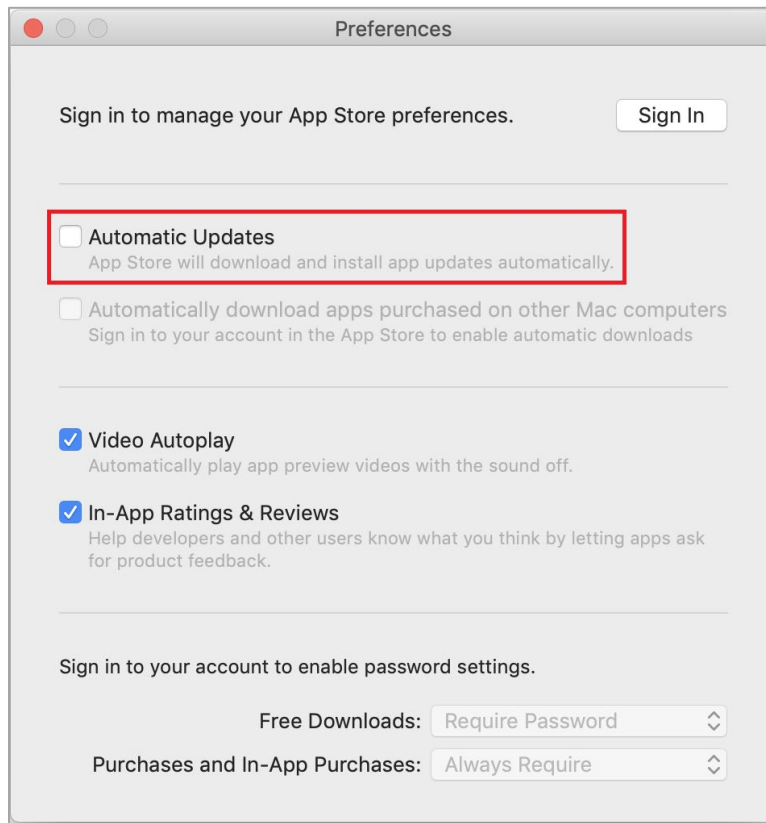 Preferences
Sign in to manage your App Store preferences.
Sign In
Automatic Updates
App Store will download and install app updates automatically.
Automatically download apps purchased on other Mac computers
Sign in to your account in the App Store to enable automatic downloads
Video Autoplay
Automatically play app preview videos with the sound off.
In-App Ratings & Reviews
Help developers and other users know what you think by letting apps ask
for product feedback.
Sign in to your account to enable password settings.
Free Downloads: Require Password
Purchases and In-App Purchases: Always Require